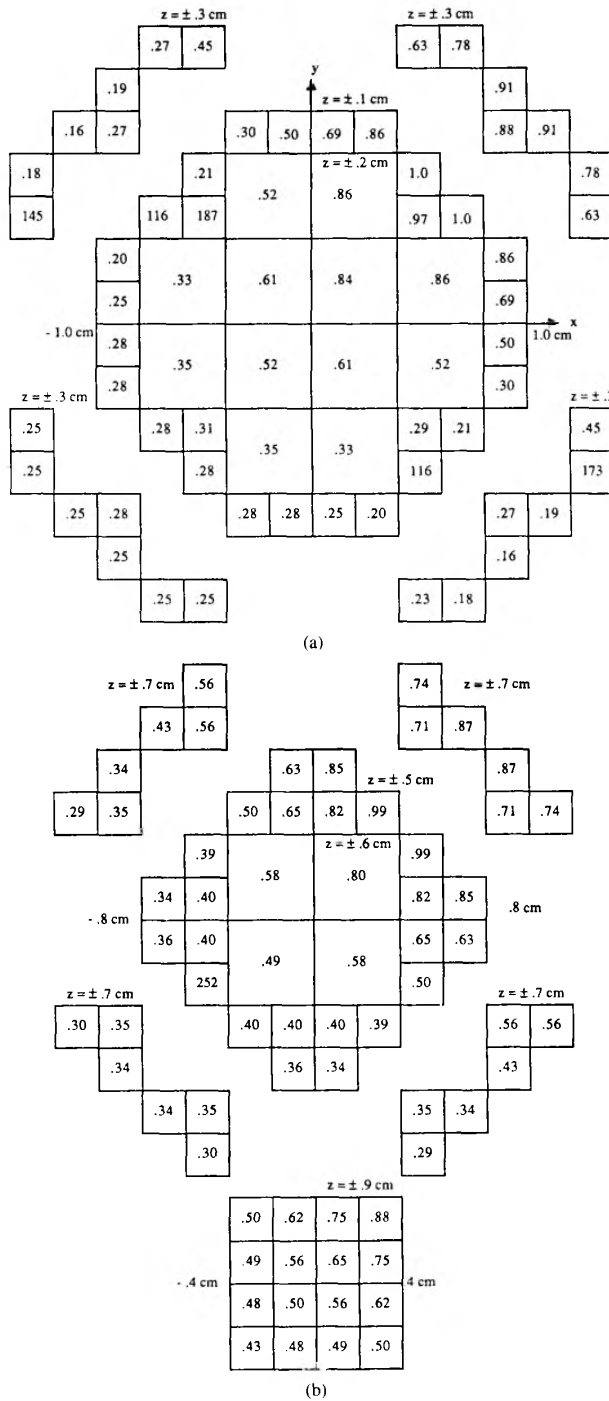 z = ± .3 cm z = ± .3 cm
.27 .45 .63 .78
y
.19 z = ± .1 cm .91
.16 .27 .30 .50 .69 .86 .88 .91
z = ± .2 cm
.18 .21 .52 .86 1.0 .78
145 116 187 .97 1.0 .63
.20 .86
.33 .61 .84 .86
.25 .69
- 1.0 cm 1.0 cm x
.28 .50
.35 .52 .61 .52
.28 .30
z = ± .3 cm
.25 .28 .31 .29 .21 .45
.35 .33
.25 .28 116 173
.25 .28 .28 .28 .25 .20 .27 .19
.25 .16
.25 .25 .23 .18
(a)
z = ± .7 cm .56 .74 z = ± .7 cm
.43 .56 .71 .87
.34 .63 .85 .87
z = ± .5 cm
.29 .35 .50 .65 .82 .99 .71 .74
z = ± .6 cm
.39 .99
.58 .80
.34 .40 .82 .85
- .8 cm .8 cm
.36 .40 .65 .63
.49 .58
252 .50
z = ± .7 cm z = ± .7 cm
.30 .35 .40 .40 .40 .39 .56 .56
.34 .36 .34 .43
.34 .35 .35 .34
.30 .29
z = ± .9 cm
.50 .62 .75 .88
.49 .56 .65 .75
- .4 cm 4 cm
.48 .50 .56 .62
.43 .48 .49 .50
(b)